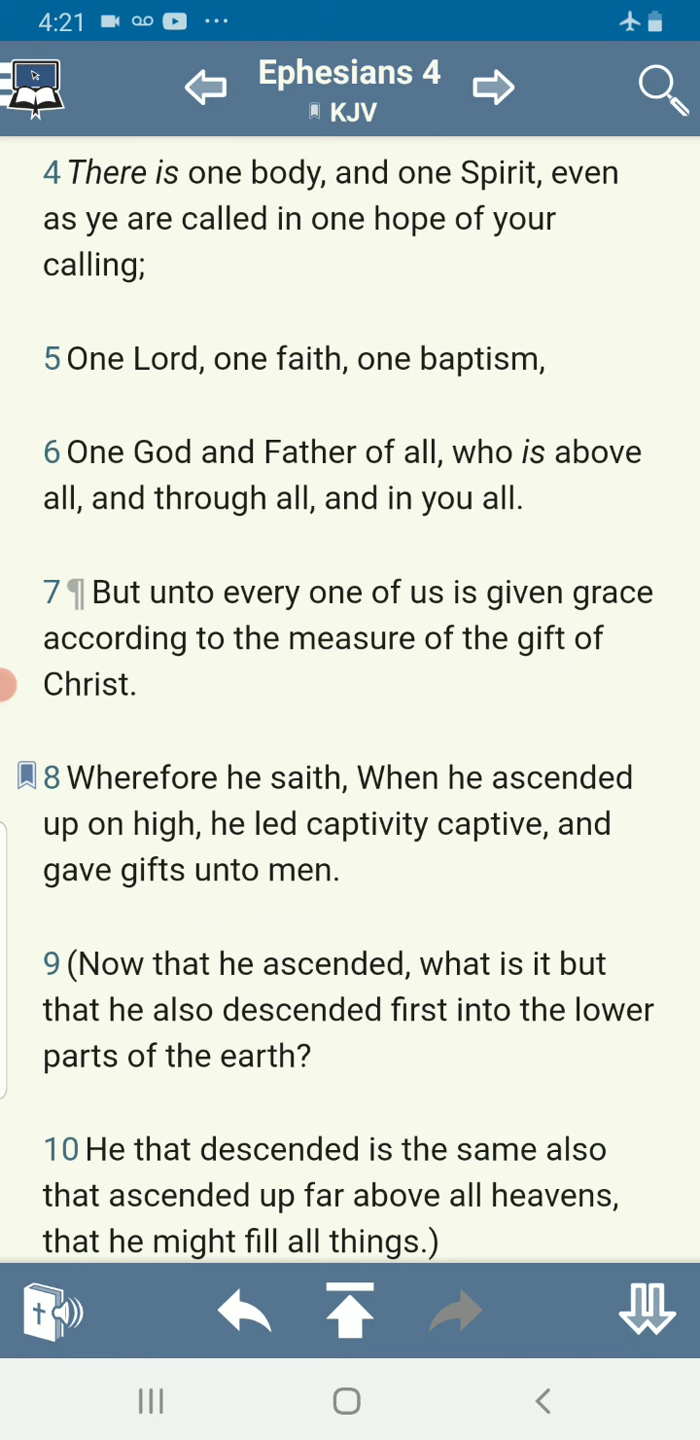 4:21
Ephesians 4
KJV
4 There is one body, and one Spirit, even
as ye are called in one hope of your
calling;
5 One Lord, one faith, one baptism,
6 One God and Father of all, who is above
all, and through all, and in you all.
7 ¶ But unto every one of us is given grace
according to the measure of the gift of
Christ.
8 Wherefore he saith, When he ascended
up on high, he led captivity captive, and
gave gifts unto men.
9 (Now that he ascended, what is it but
that he also descended first into the lower
parts of the earth?
10 He that descended is the same also
that ascended up far above all heavens,
that he might fill all things.)